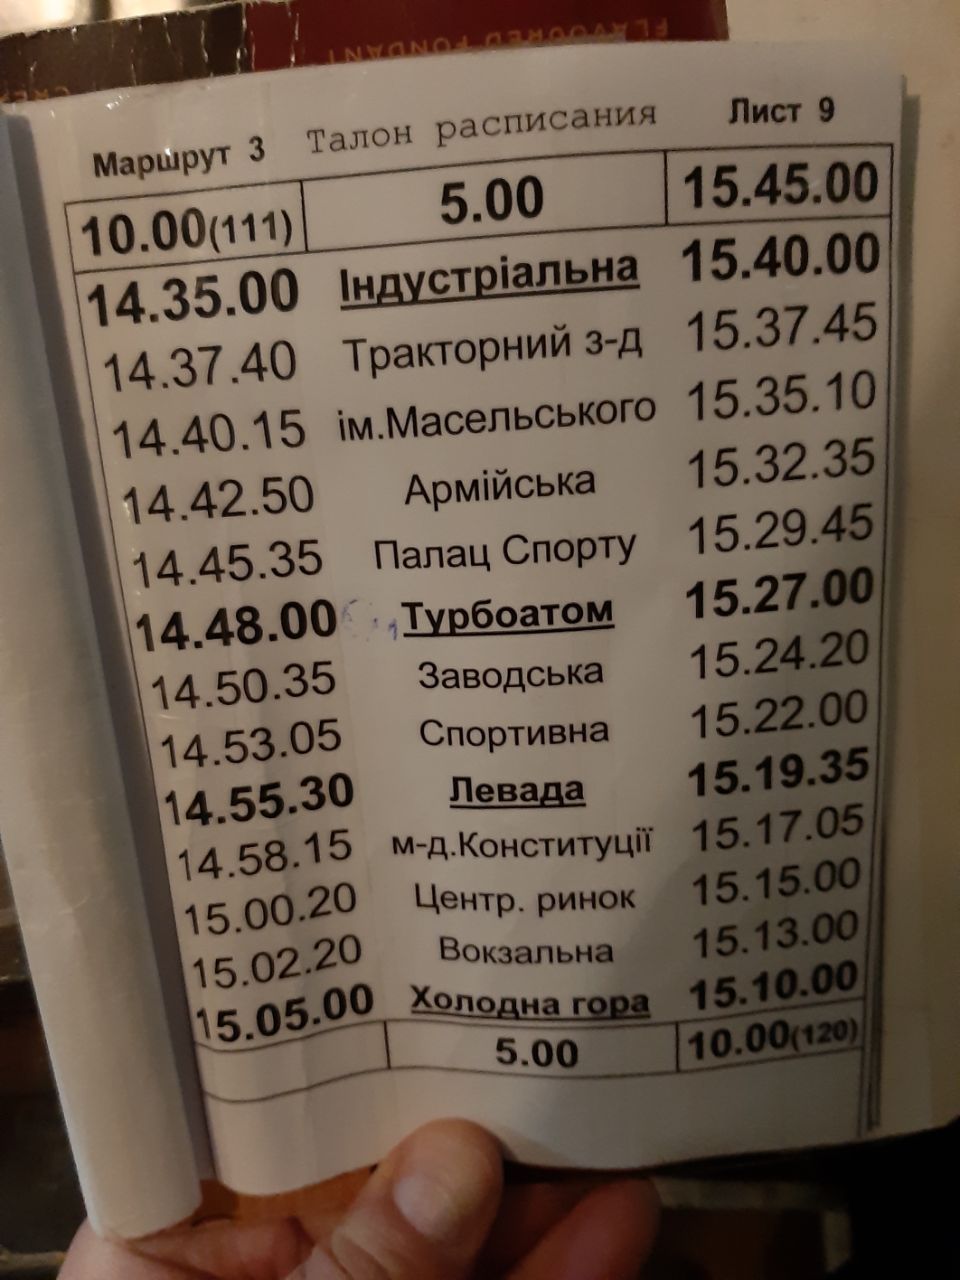 FLAVOURED FONDANT
Маршрут 3 Талон расписания Лист 9
10.00(111) 5.00 15.45.00
14.35.00 Індустріальна 15.40.00
14.37.40 Тракторний з-д 15.37.45
14.40.15 ім.Масельського 15.35.10
14.42.50 Армійська 15.32.35
14.45.35 Палац Спорту 15.29.45
14.48.00 Турбоатом 15.27.00
14.50.35 Заводська 15.24.20
14.53.05 Спортивна 15.22.00
14.55.30 Левада 15.19.35
14.58.15 м-д.Конституції 15.17.05
15.00.20 Центр. ринок 15.15.00
15.02.20 Вокзальна 15.13.00
15.05.00 Холодна гора 15.10.00
5.00 10.00(120)